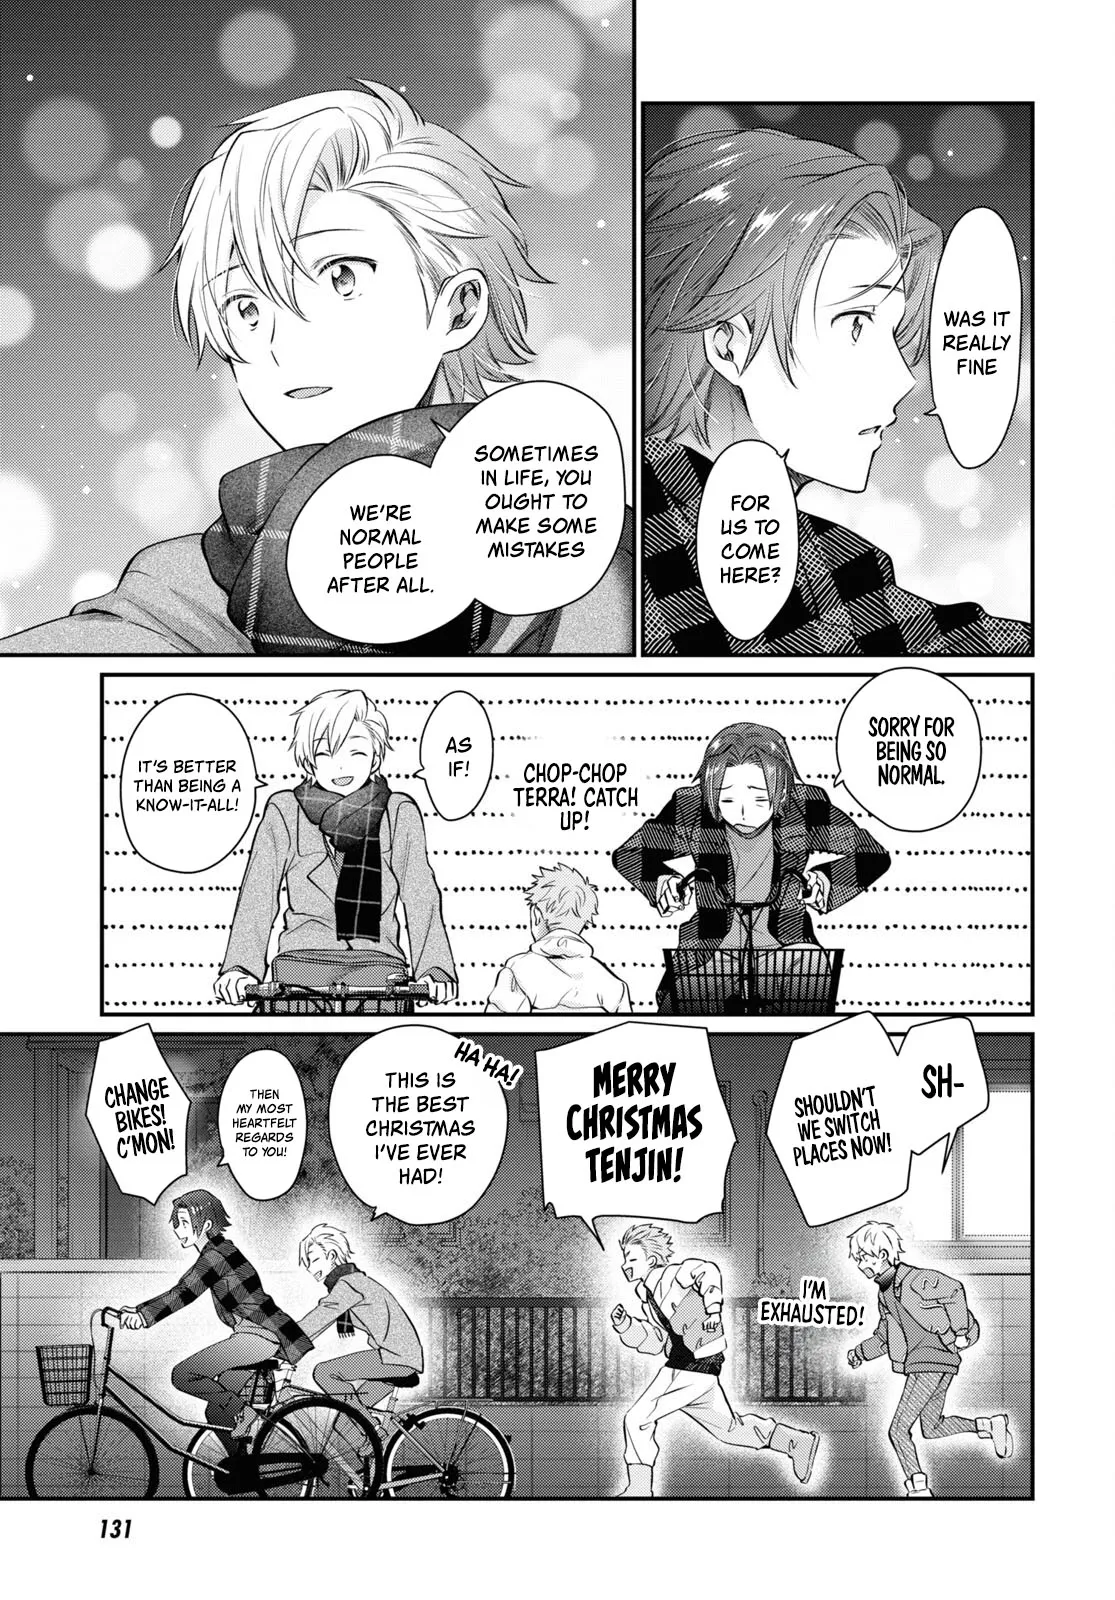 WAS IT
REALLY
FINE
FOR
US TO
COME
HERE?
SOMETIMES
IN LIFE, YOU
OUGHT TO
MAKE SOME
MISTAKES
WE'RE
NORMAL
PEOPLE
AFTER ALL.
SORRY FOR
BEING SO
NORMAL.
CHOP-CHOP
TERRA! CATCH
UP!
AS
IF!
IT'S BETTER
THAN BEING A
KNOW-IT-ALL!
SH-
SHOULDN'T
WE SWITCH
PLACES NOW!
I'M
EXHAUSTED!
MERRY
CHRISTMAS
TENJIN!
HA HA!
THIS IS
THE BEST
CHRISTMAS
I'VE EVER
HAD!
THEN
MY MOST
HEARTFELT
REGARDS
TO YOU!
CHANGE
BIKES!
C'MON!
131